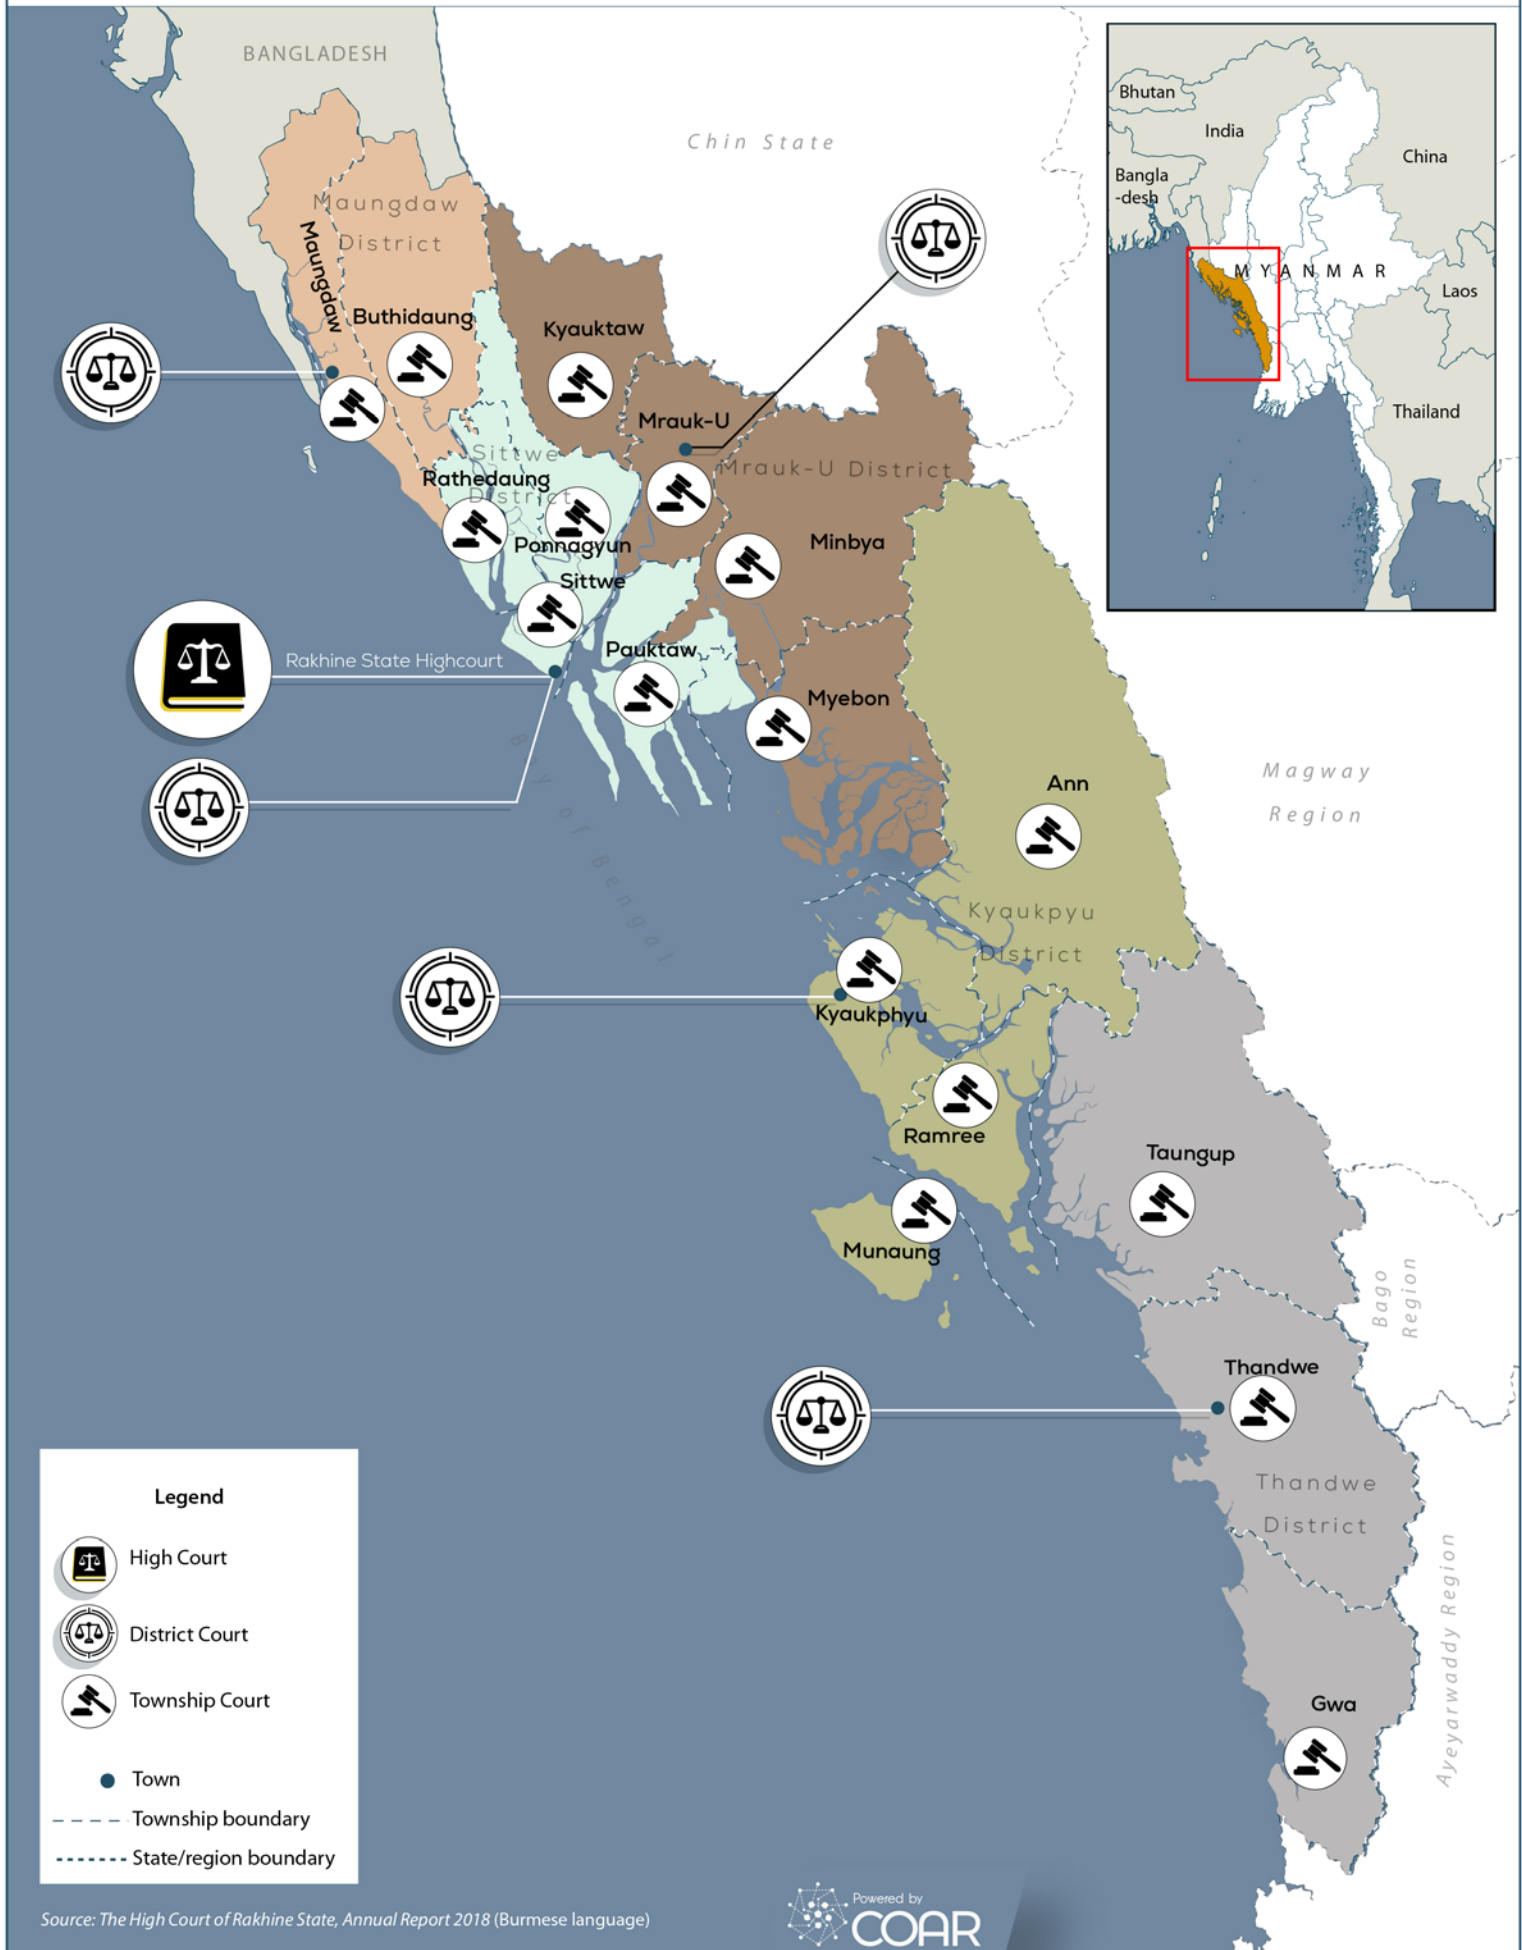 BANGLADESH
Chin State
Maungdaw
District
Maungdaw
Buthidaung
Kyauktaw
Mrauk-U
Mrauk-U District
Sittwe
District
Rathedaung
Ponnagyun
Minbya
Sittwe
Pauktaw
Rakhine State Highcourt
Myebon
Bay of Bengal
Ann
Magway
Region
Kyaukpyu
District
Kyaukphyu
Ramree
Munaung
Taungup
Bago
Region
Thandwe
Thandwe
District
Ayeyarwaddy Region
Gwa
Bhutan
India
China
Bangla
-desh
MYANMAR
Laos
Thailand
Legend
High Court
District Court
Township Court
Town
Township boundary
State/region boundary
Source: The High Court of Rakhine State, Annual Report 2018 (Burmese language)
Powered by
COAR